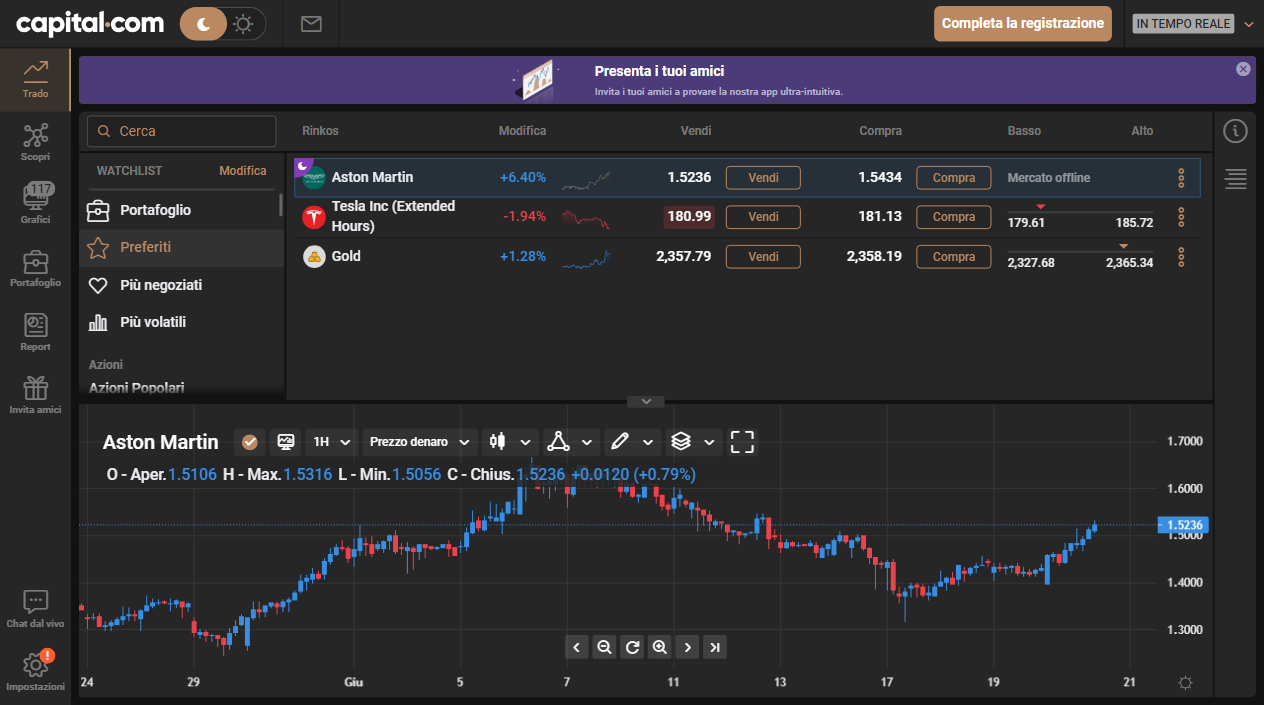 capital.com
Completa la registrazione
IN TEMPO REALE
Presenta i tuoi amici
Invita i tuoi amici a provare la nostra app ultra-intuitiva.
Trado
Scopri
117
Grafici
Portafoglio
Report
Invita amici
Chat dal vivo
!
Impostazioni
Cerca
WATCHLIST Modifica
Portafoglio
Preferiti
Più negoziati
Più volatili
Azioni
Azioni Popolari
Rinkos Modifica Vendi Compra Basso Alto
Aston Martin +6.40% 1.5236 Vendi 1.5434 Compra Mercato offline
Tesla Inc (Extended
Hours) -1.94% 180.99 Vendi 181.13 Compra 179.61 185.72
Gold +1.28% 2,357.79 Vendi 2,358.19 Compra 2,327.68 2,365.34
Aston Martin 1H Prezzo denaro
O - Aper.1.5106 H - Max.1.5316 L - Min.1.5056 C - Chius.1.5236 +0.0120 (+0.79%)
1.7000
1.6000
1.5236
1.5000
1.4000
1.3000
24 29 Giu 5 7 11 13 17 19 21